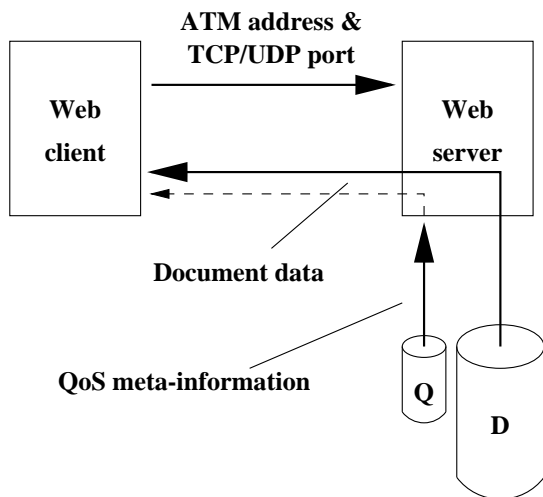 ATM address &
TCP/UDP port
Web
client
Web
server
Document data
QoS meta-information
Q
D